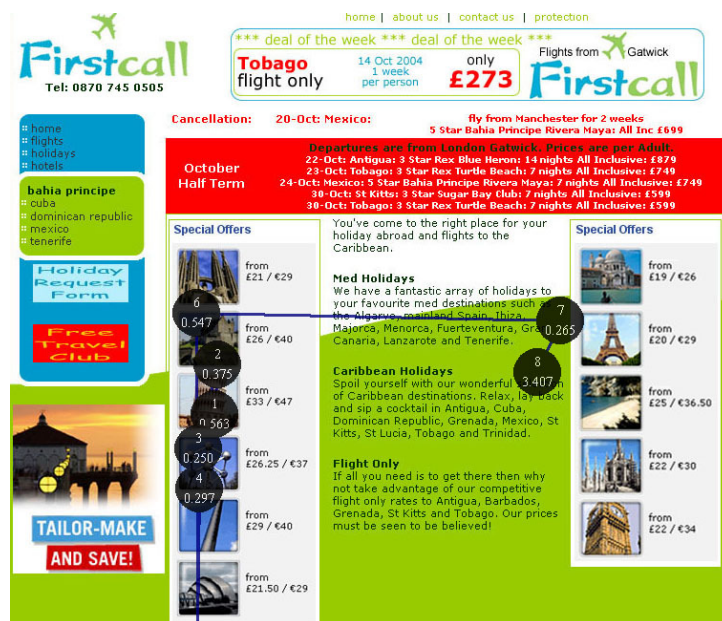 home | about us | contact us | protection
Firstcall
Tel: 0870 745 0505
*** deal of the week *** deal of the week ***
Tobago
flight only
14 Oct 2004
1 week
per person
only
£273
Flights from Gatwick
Firstcall
Cancellation: 20-Oct: Mexico: fly from Manchester for 2 weeks
5 Star Bahia Principe Rivera Maya: All Inc £699
October
Half Term
Departures are from London Gatwick. Prices are per Adult.
22-Oct: Antigua: 3 Star Rex Blue Heron: 14 nights All Inclusive: £879
23-Oct: Tobago: 3 Star Rex Turtle Beach: 7 nights All Inclusive: £749
24-Oct: Mexico: 5 Star Bahia Principe Rivera Maya: 7 nights All Inclusive: £749
30-Oct: St Kitts: 3 Star Sugar Bay Club: 7 nights All Inclusive: £599
30-Oct: Tobago: 3 Star Rex Turtle Beach: 7 nights All Inclusive: £599
home
flights
holidays
hotels
bahia principe
cuba
dominican republic
mexico
tenerife
Holiday
Request
Form
Free
Travel
Club
TAILOR-MAKE
AND SAVE!
Special Offers
from
£21 / €29
from
£26 / €40
from
£33 / €47
from
£26.25 / €37
from
£29 / €40
from
£21.50 / €29
6
0.547
2
0.375
1
0.563
3
0.250
4
0.297
You've come to the right place for your
holiday abroad and flights to the
Caribbean.
Med Holidays
We have a fantastic array of holidays to
your favourite med destinations such as
the Algarve, mainland Spain, Ibiza,
Majorca, Menorca, Fuerteventura, Gran
Canaria, Lanzarote and Tenerife.
Caribbean Holidays
Spoil yourself with our wonderful
of Caribbean destinations. Relax, lay back
and sip a cocktail in Antigua, Cuba,
Dominican Republic, Grenada, Mexico, St
Kitts, St Lucia, Tobago and Trinidad.
Flight Only
If all you need is to get there then why
not take advantage of our competitive
flight only rates to Antigua, Barbados,
Grenada, St Kitts and Tobago. Our prices
must be seen to be believed!
7
0.265
8
3.407
Special Offers
from
£19 / €26
from
£20 / €29
from
£25 / €36.50
from
£22 / €30
from
£22 / €34